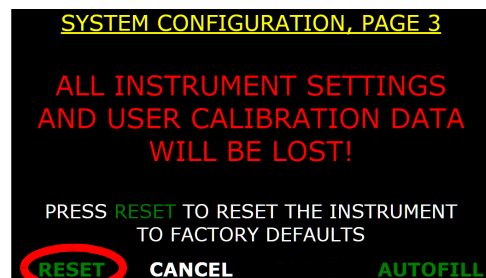 SYSTEM CONFIGURATION, PAGE 3
ALL INSTRUMENT SETTINGS
AND USER CALIBRATION DATA
WILL BE LOST!
PRESS RESET TO RESET THE INSTRUMENT
TO FACTORY DEFAULTS
RESET CANCEL AUTOFILL